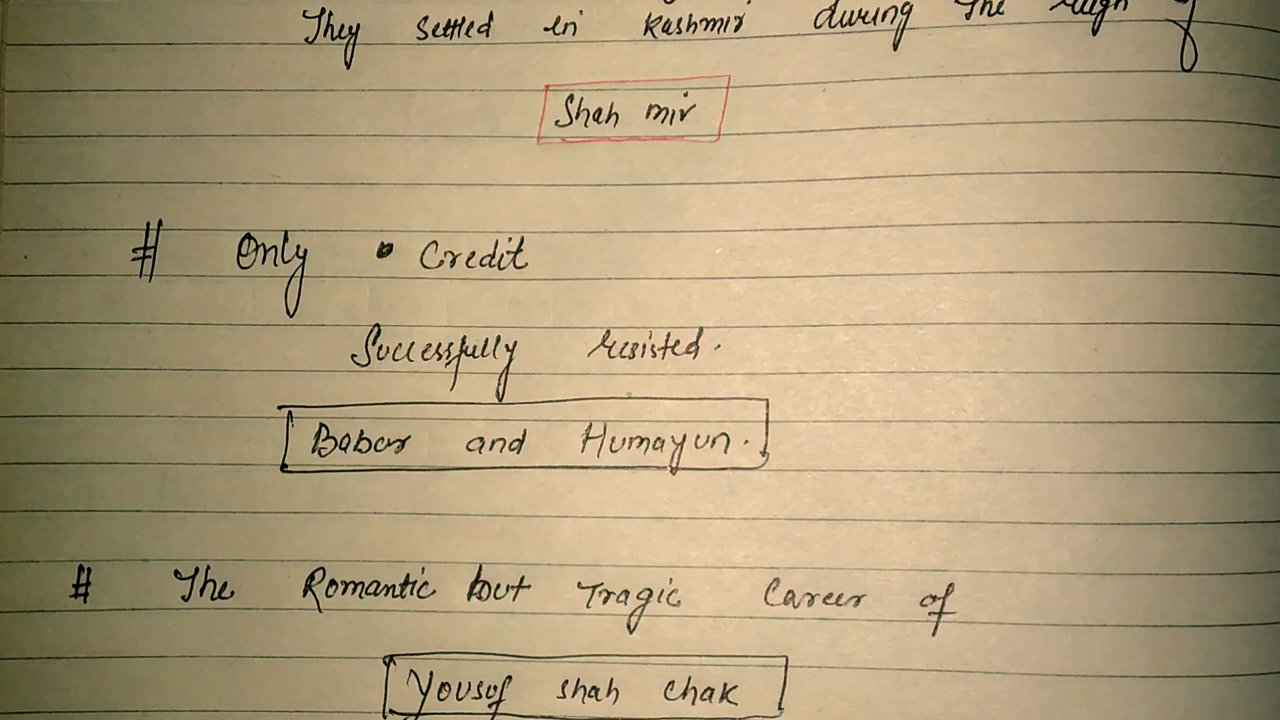 They settled in Kashmir during the reign of
Shah mir
# Only • Credit
Successfully resisted.
Babar and Humayun.
# The Romantic but Tragic Career of
Yousuf shah chak